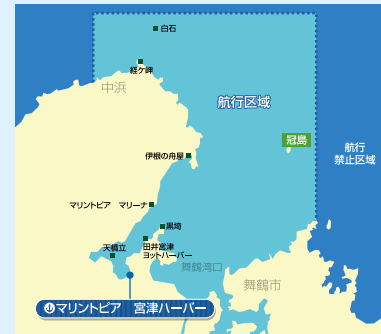 白石
経ケ岬
中浜
航行区域
冠島
航行
禁止区域
伊根の舟屋
マリントピア マリーナ
黒埼
田井宮津
ヨットハーバー
天橋立
舞鶴湾口
舞鶴市
マリントピア 宮津ハーバー